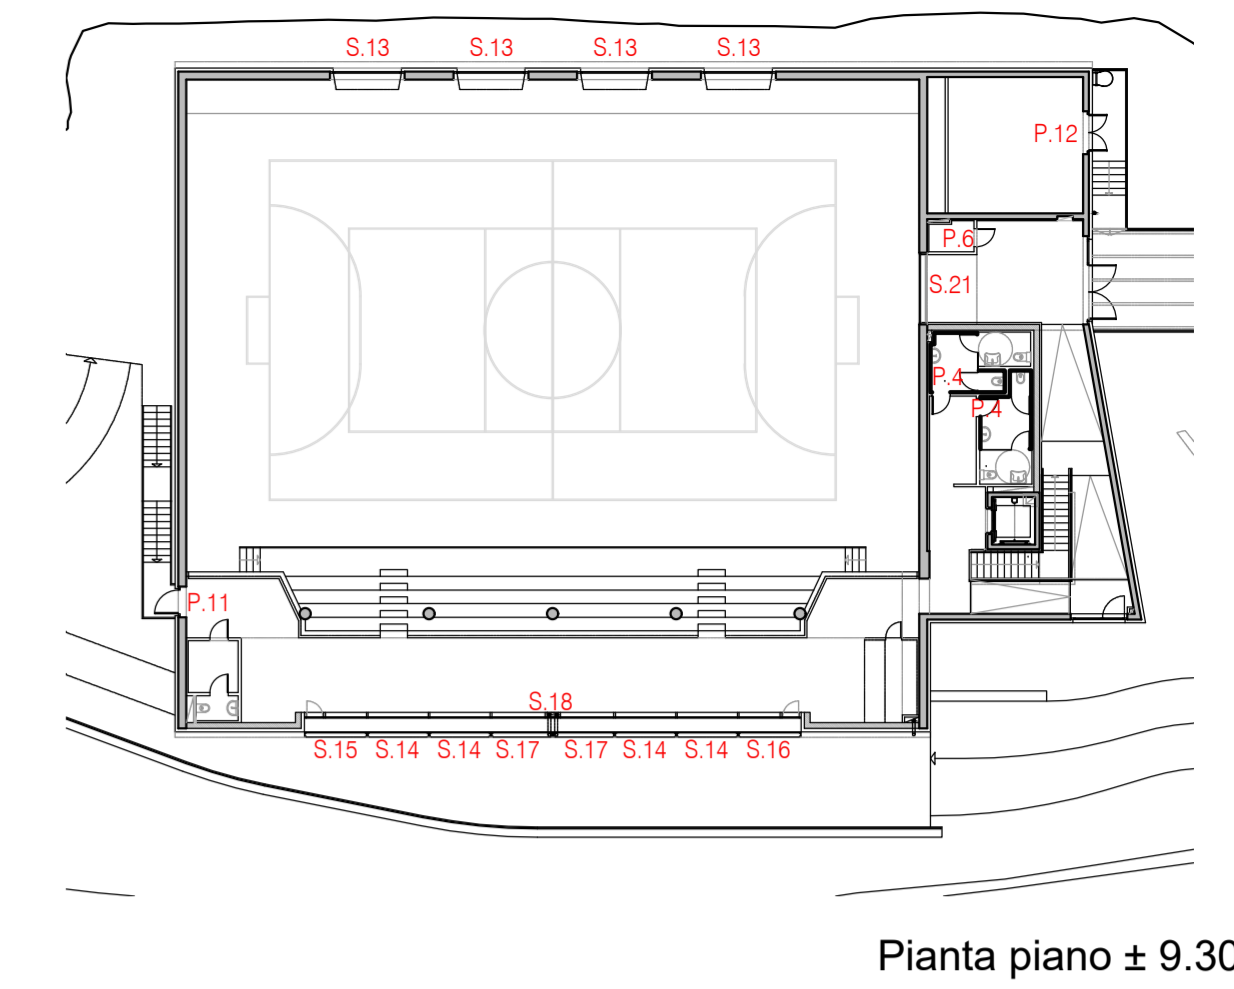 S.13 S.13 S.13 S.13
P.12
P.6
S.21
P.4
P.4
P.11
S.18
S.15 S.14 S.14 S.17 S.17 S.14 S.14 S.16
Pianta piano ± 9.30